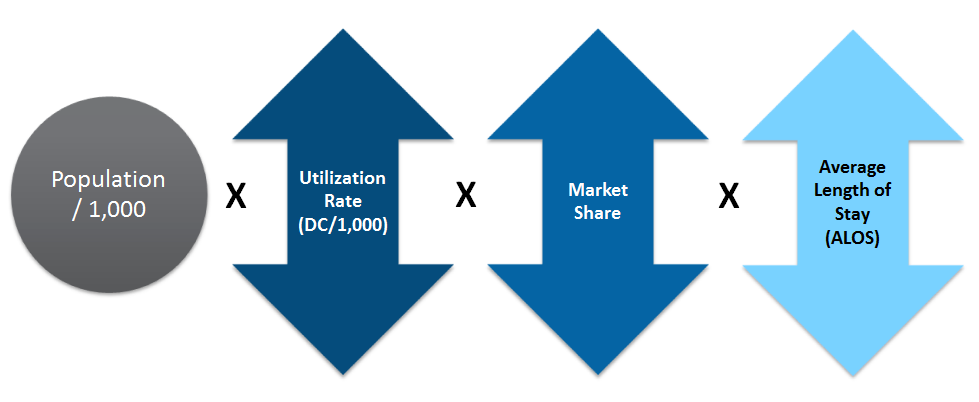 Population
/ 1,000
X
Utilization
Rate
(DC/1,000)
X
Market
Share
X
Average
Length of
Stay
(ALOS)